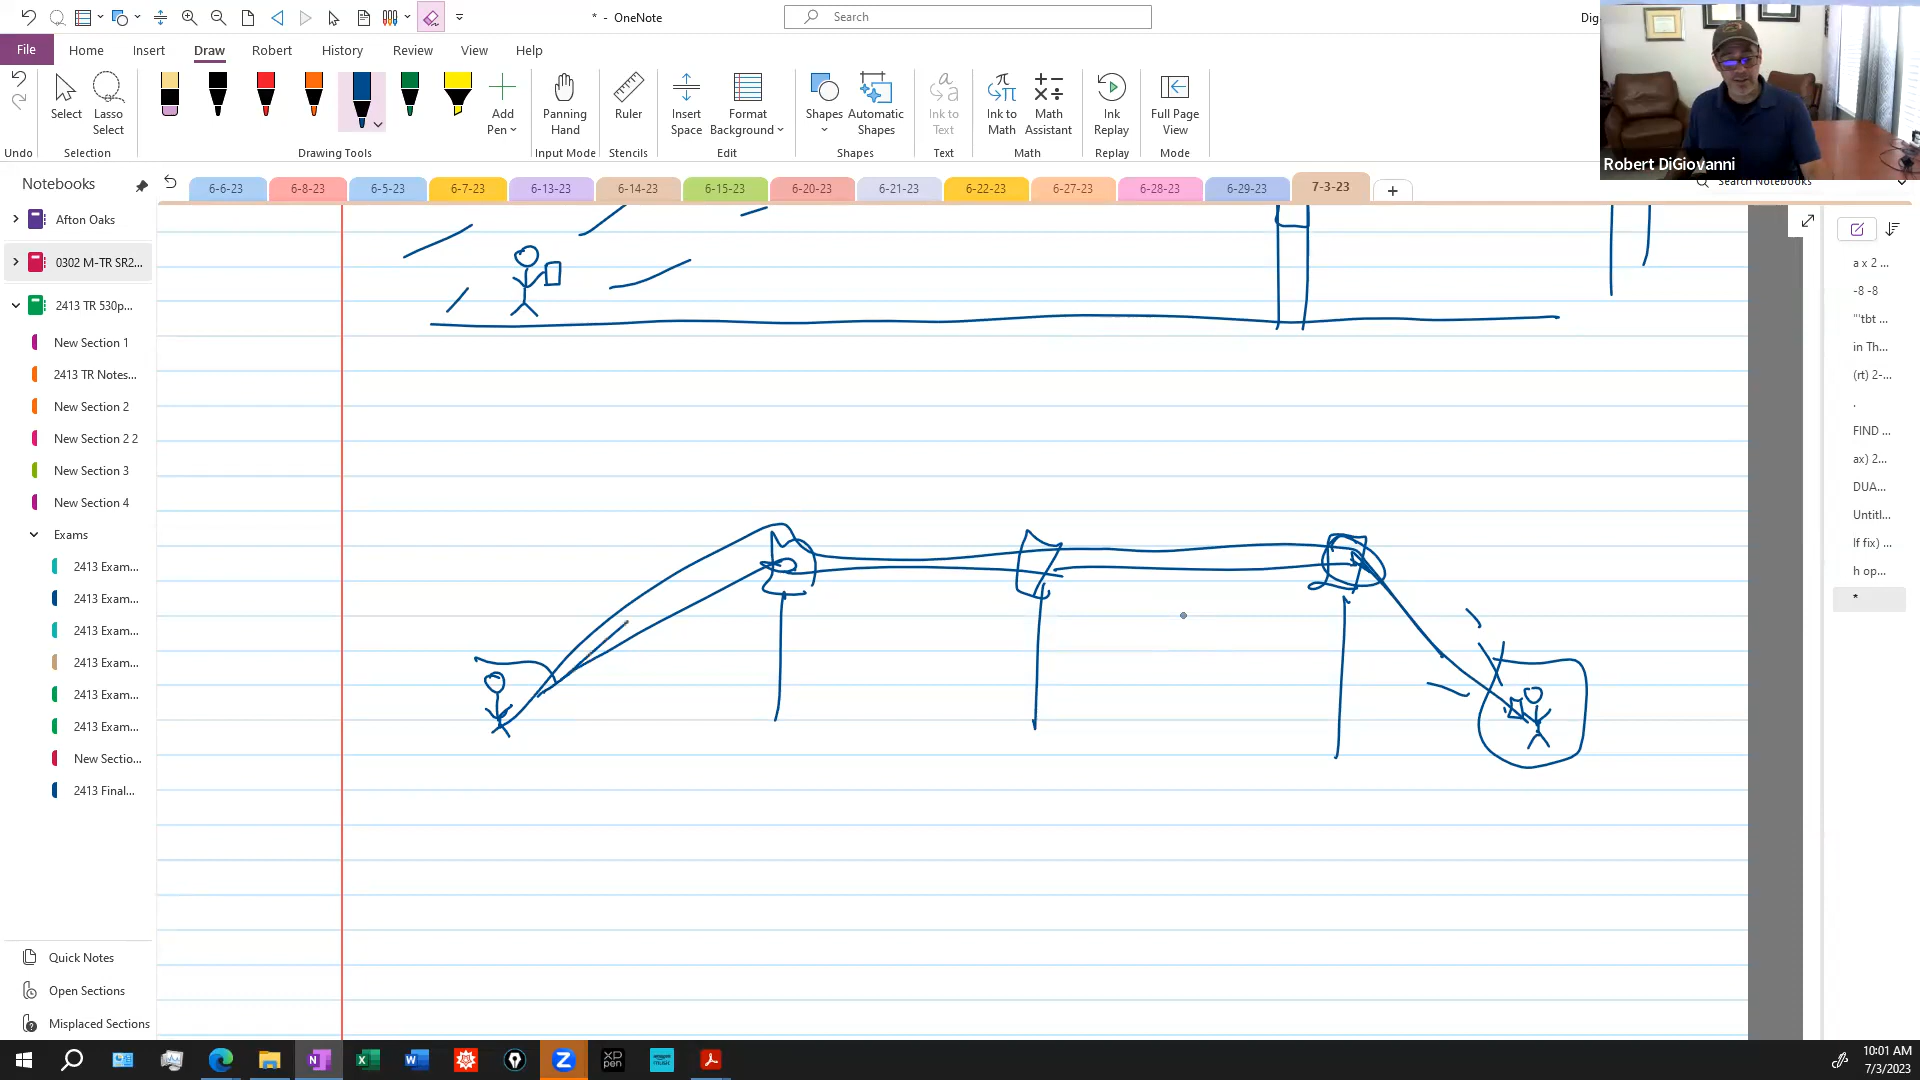 * - OneNote
Search
Dig
File
Home
Insert
Draw
Robert
History
Review
View
Help
Select
Lasso Select
Add Pen
Panning Hand
Ruler
Insert Space
Format Background
Shapes
Automatic Shapes
Ink to Text
Ink to Math
Math Assistant
Ink Replay
Full Page View
Undo
Selection
Drawing Tools
Input Mode
Stencils
Edit
Shapes
Text
Math
Replay
Mode
Robert DiGiovanni
Notebooks
6-6-23
6-8-23
6-5-23
6-7-23
6-13-23
6-14-23
6-15-23
6-20-23
6-21-23
6-22-23
6-27-23
6-28-23
6-29-23
7-3-23
Search Notebooks
Afton Oaks
0302 M-TR SR2...
2413 TR 530p...
New Section 1
2413 TR Notes...
New Section 2
New Section 2 2
New Section 3
New Section 4
Exams
2413 Exam...
2413 Exam...
2413 Exam...
2413 Exam...
2413 Exam...
2413 Exam...
New Sectio...
2413 Final...
Quick Notes
Open Sections
Misplaced Sections
a x 2 ...
-8 -8
"'tbt ...
in Th...
(rt) 2-...
.
FIND ...
ax) 2...
DUA...
Untitl...
If fix) ...
h op...
*
XP pen
amazon music
10:01 AM
7/3/2023